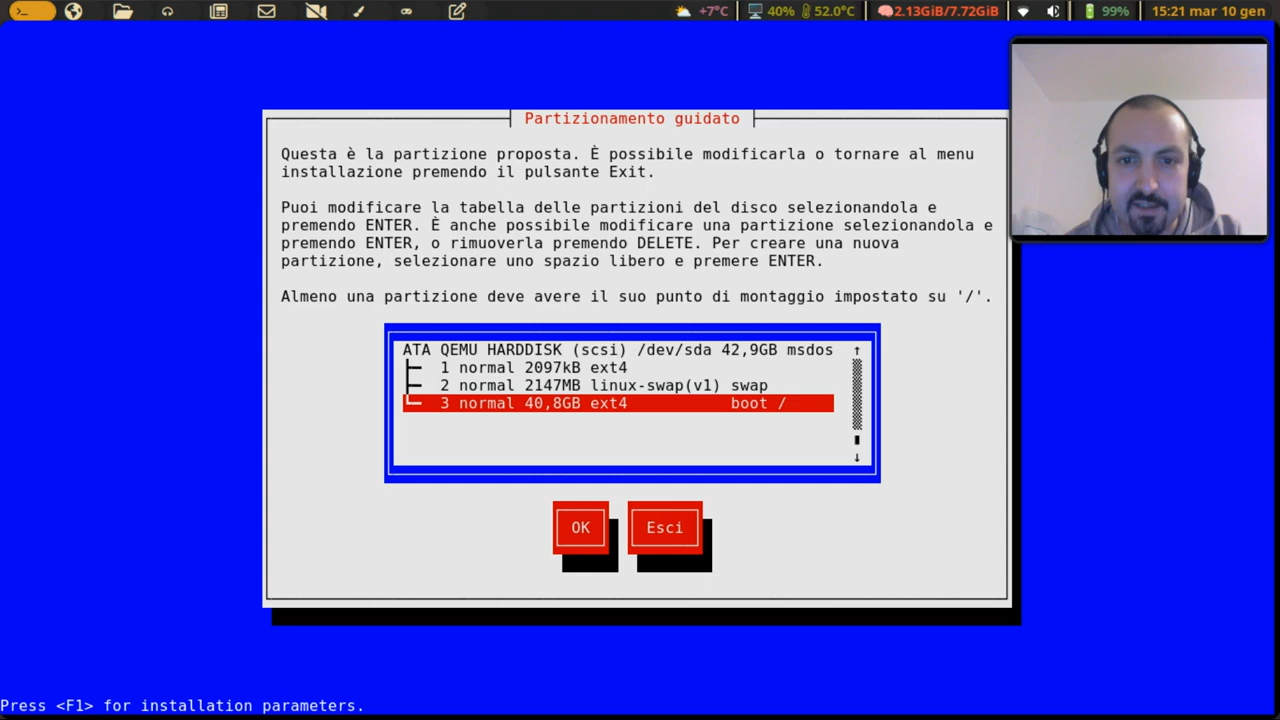 +7°C 40% 52.0°C 2.13GiB/7.72GiB 99% 15:21 mar 10 gen
Partizionamento guidato
Questa è la partizione proposta. È possibile modificarla o tornare al menu
installazione premendo il pulsante Exit.
Puoi modificare la tabella delle partizioni del disco selezionandola e
premendo ENTER. È anche possibile modificare una partizione selezionandola e
premendo ENTER, o rimuoverla premendo DELETE. Per creare una nuova
partizione, selezionare uno spazio libero e premere ENTER.
Almeno una partizione deve avere il suo punto di montaggio impostato su '/'.
ATA QEMU HARDDISK (scsi) /dev/sda 42,9GB msdos
1 normal 2097kB ext4
2 normal 2147MB linux-swap(v1) swap
3 normal 40,8GB ext4 boot /
OK Esci
Press <F1> for installation parameters.